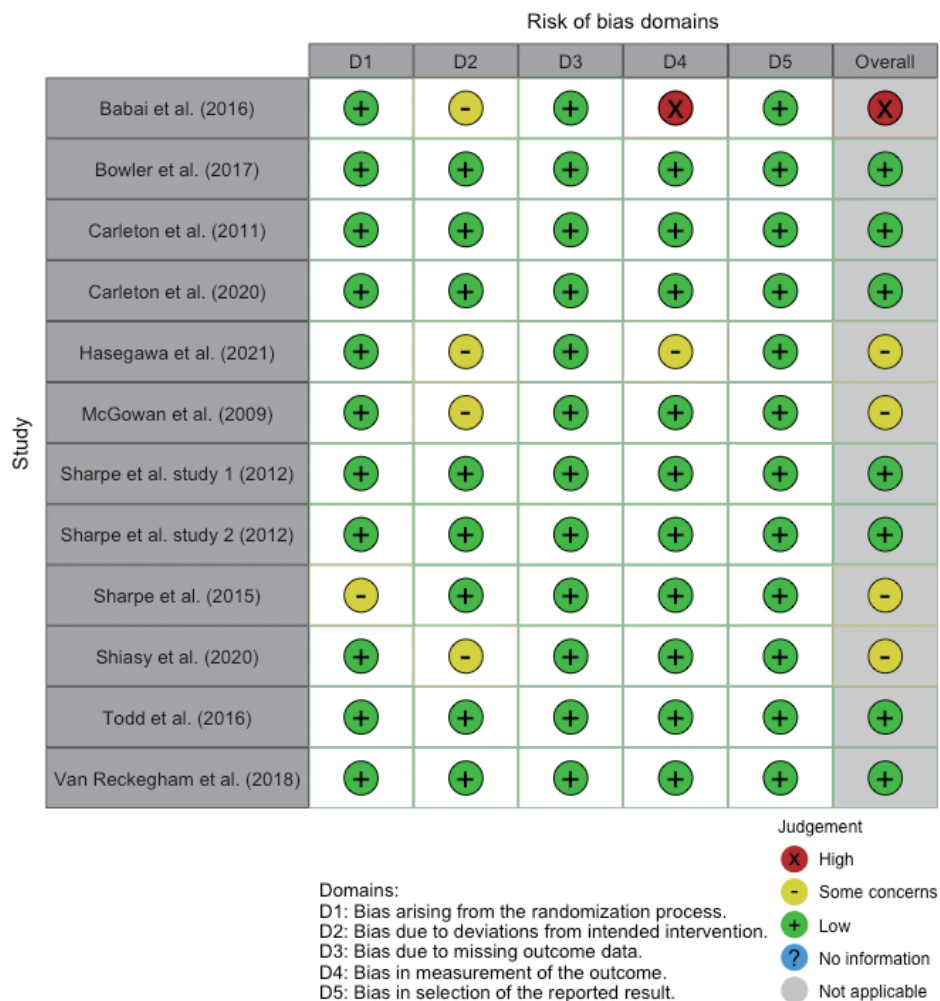 Risk of bias domains
D1 D2 D3 D4 D5 Overall
Babai et al. (2016) + - + X + X
Bowler et al. (2017) + + + + + +
Carleton et al. (2011) + + + + + +
Carleton et al. (2020) + + + + + +
Hasegawa et al. (2021) + - + - + -
McGowan et al. (2009) + - + + + -
Sharpe et al. study 1 (2012) + + + + + +
Sharpe et al. study 2 (2012) + + + + + +
Sharpe et al. (2015) - + + + + -
Shiasy et al. (2020) + - + + + -
Todd et al. (2016) + + + + + +
Van Reckegham et al. (2018) + + + + + +
Study
Judgement
X High
- Some concerns
+ Low
? No information
Not applicable
Domains:
D1: Bias arising from the randomization process.
D2: Bias due to deviations from intended intervention.
D3: Bias due to missing outcome data.
D4: Bias in measurement of the outcome.
D5: Bias in selection of the reported result.